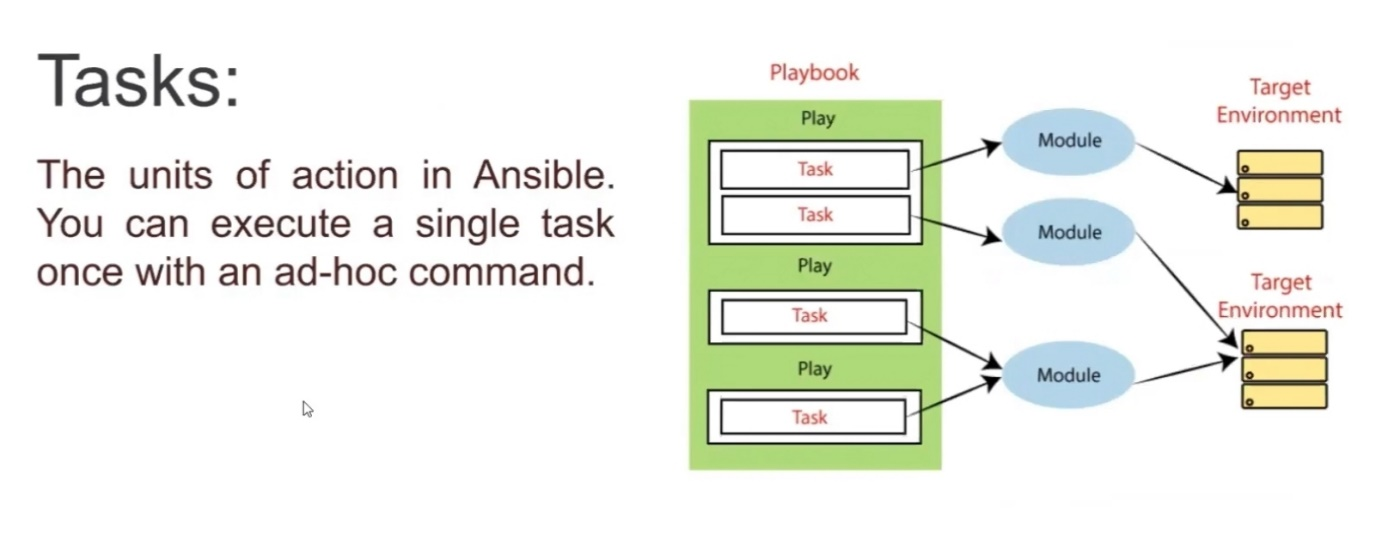 Tasks:
The units of action in Ansible.
You can execute a single task
once with an ad-hoc command.
Playbook
Play
Task
Task
Play
Task
Play
Task
Module
Module
Module
Target
Environment
Target
Environment